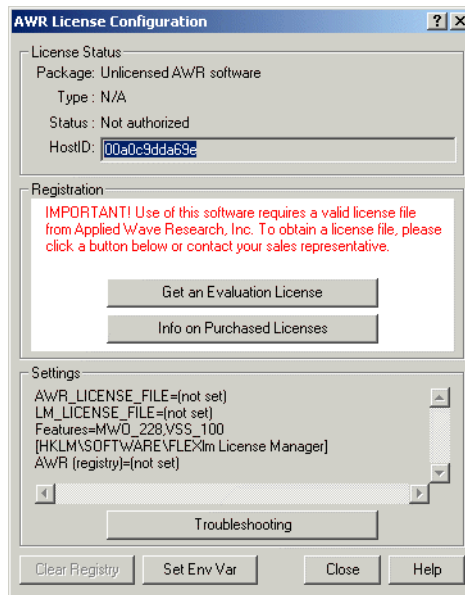 AWR License Configuration
License Status
Package: Unlicensed AWR software
Type : N/A
Status : Not authorized
HostID: 00a0c9dda69e
Registration
IMPORTANT! Use of this software requires a valid license file
from Applied Wave Research, Inc. To obtain a license file, please
click a button below or contact your sales representative.
Get an Evaluation License
Info on Purchased Licenses
Settings
AWR_LICENSE_FILE=(not set)
LM_LICENSE_FILE=(not set)
Features=MWO_228,VSS_100
[HKLM\SOFTWARE\FLEXlm License Manager]
AWR (registry)=(not set)
Troubleshooting
Clear Registry Set Env Var Close Help